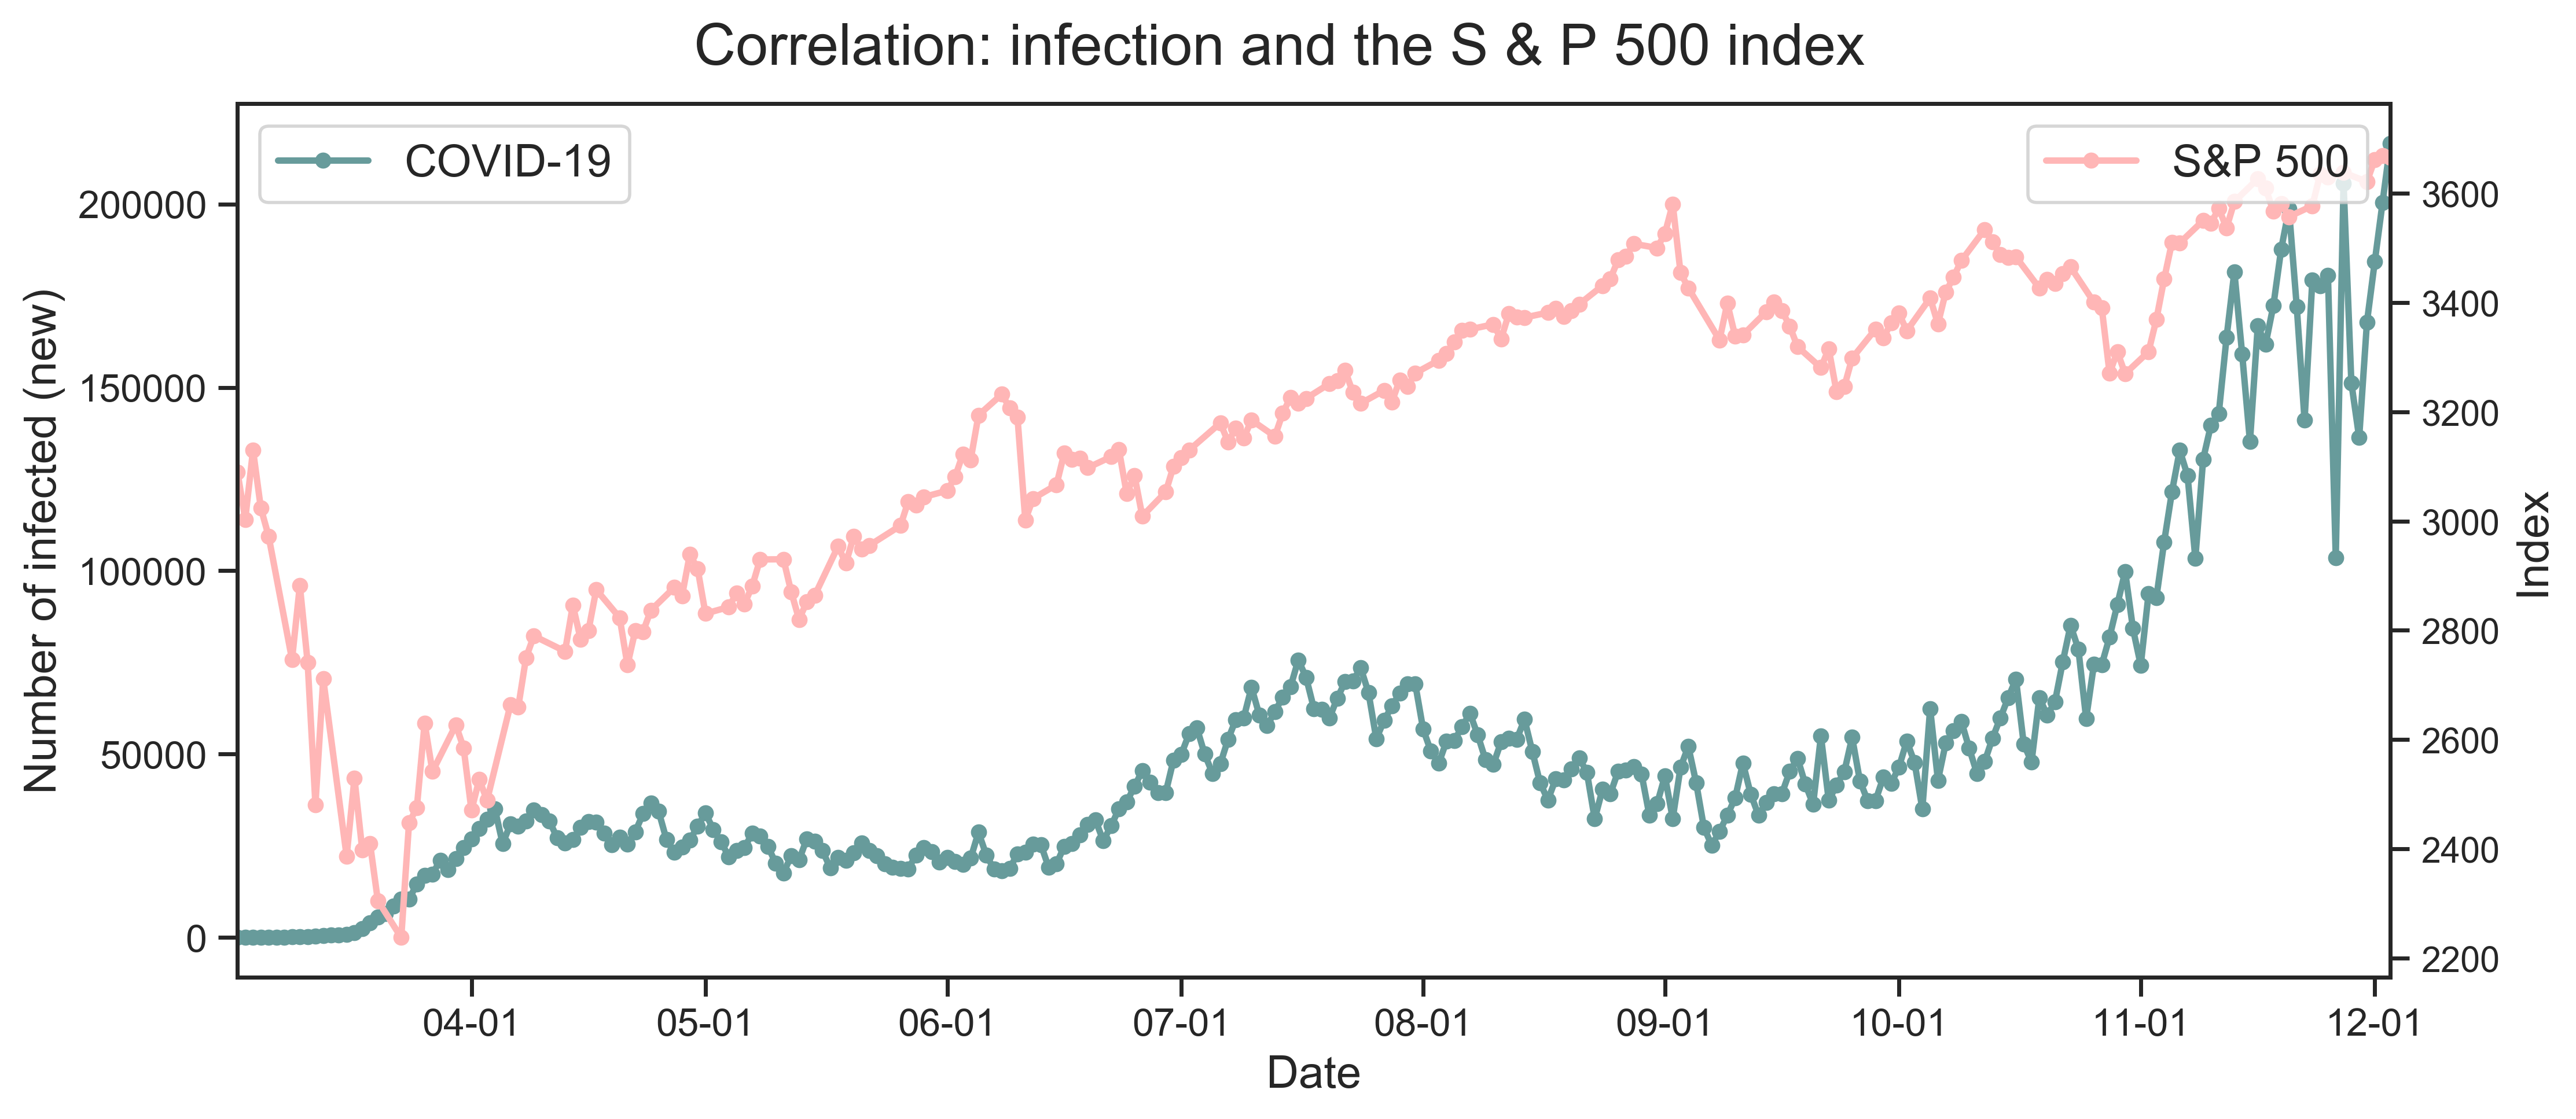 Correlation: infection and the S & P 500 index
COVID-19
S&P 500
Number of infected (new)
200000
150000
100000
50000
0
3600
3400
3200
3000
2800
2600
2400
2200
Index
04-01 05-01 06-01 07-01 08-01 09-01 10-01 11-01 12-01
Date